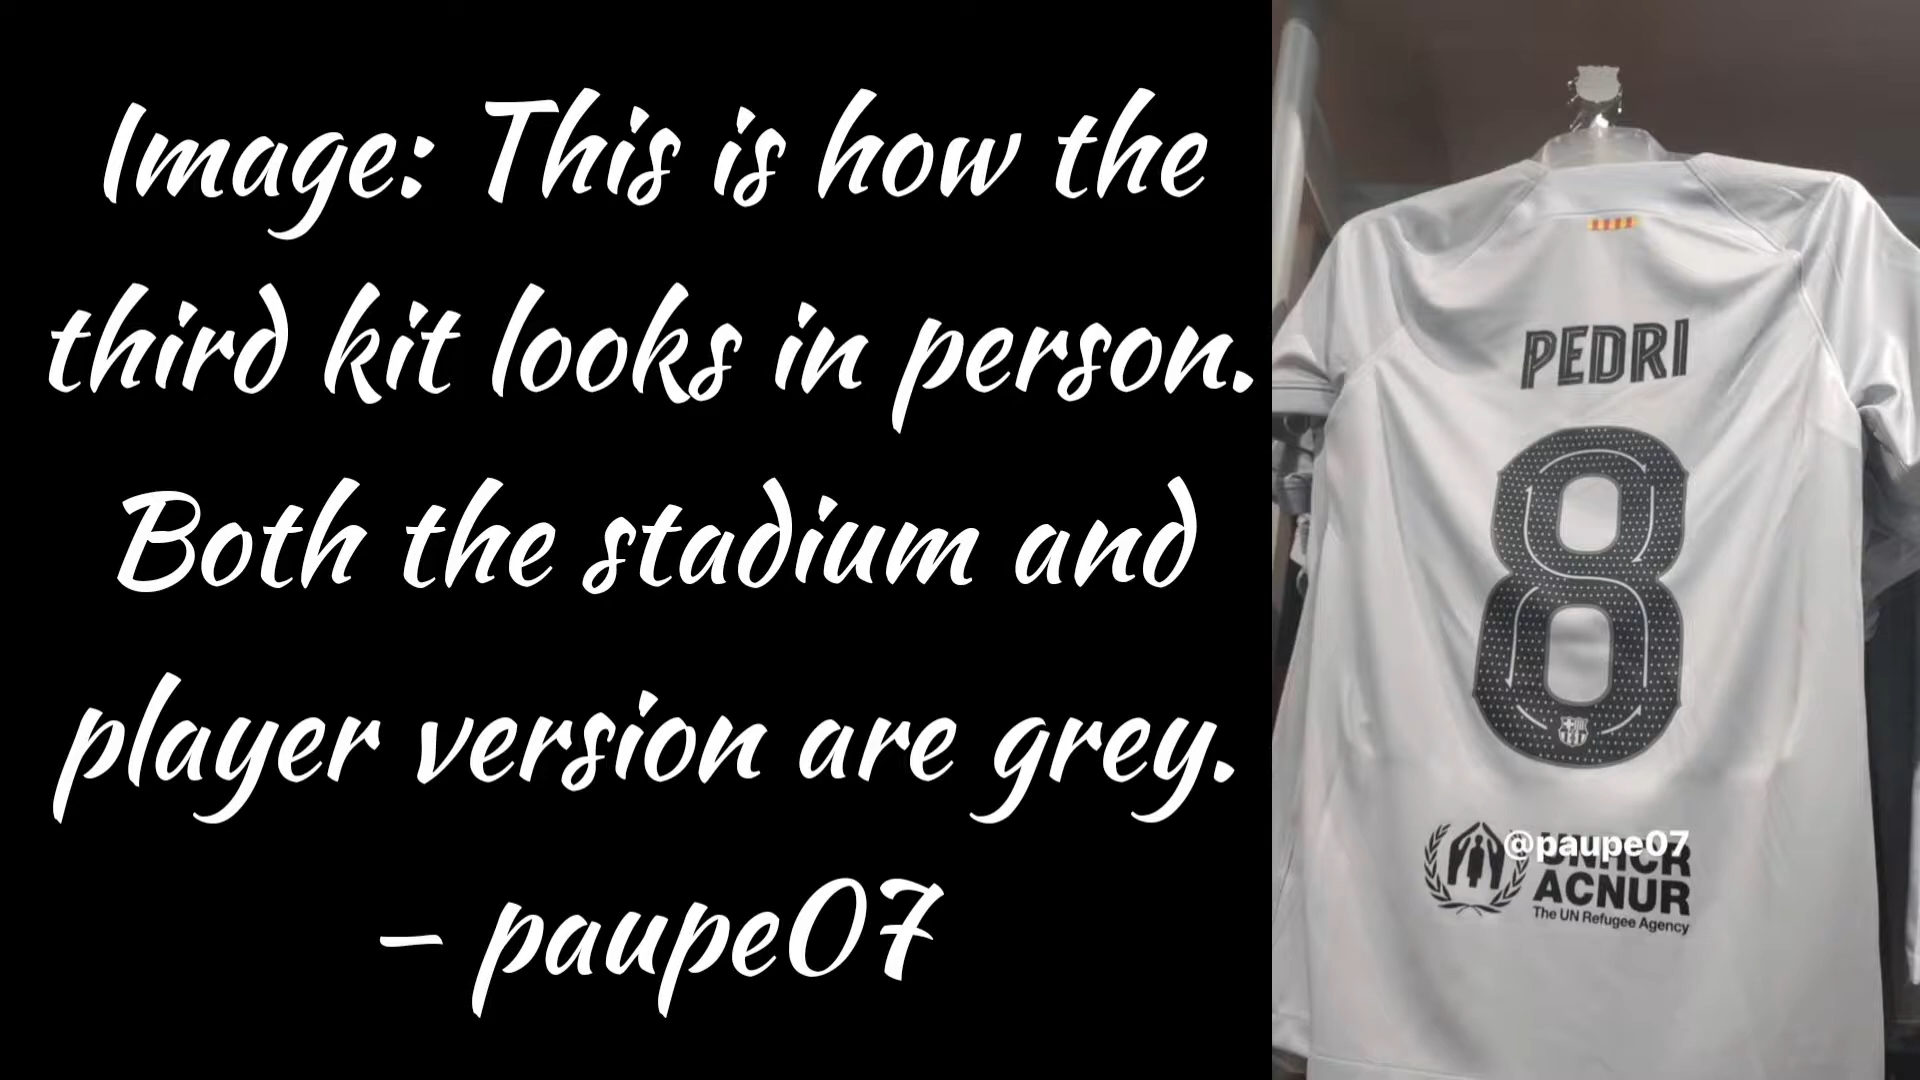 Image: This is how the
third kit looks in person.
Both the stadium and
player version are grey.
– paupe07
PEDRI
8
@paupe07
UNHCR
ACNUR
The UN Refugee Agency